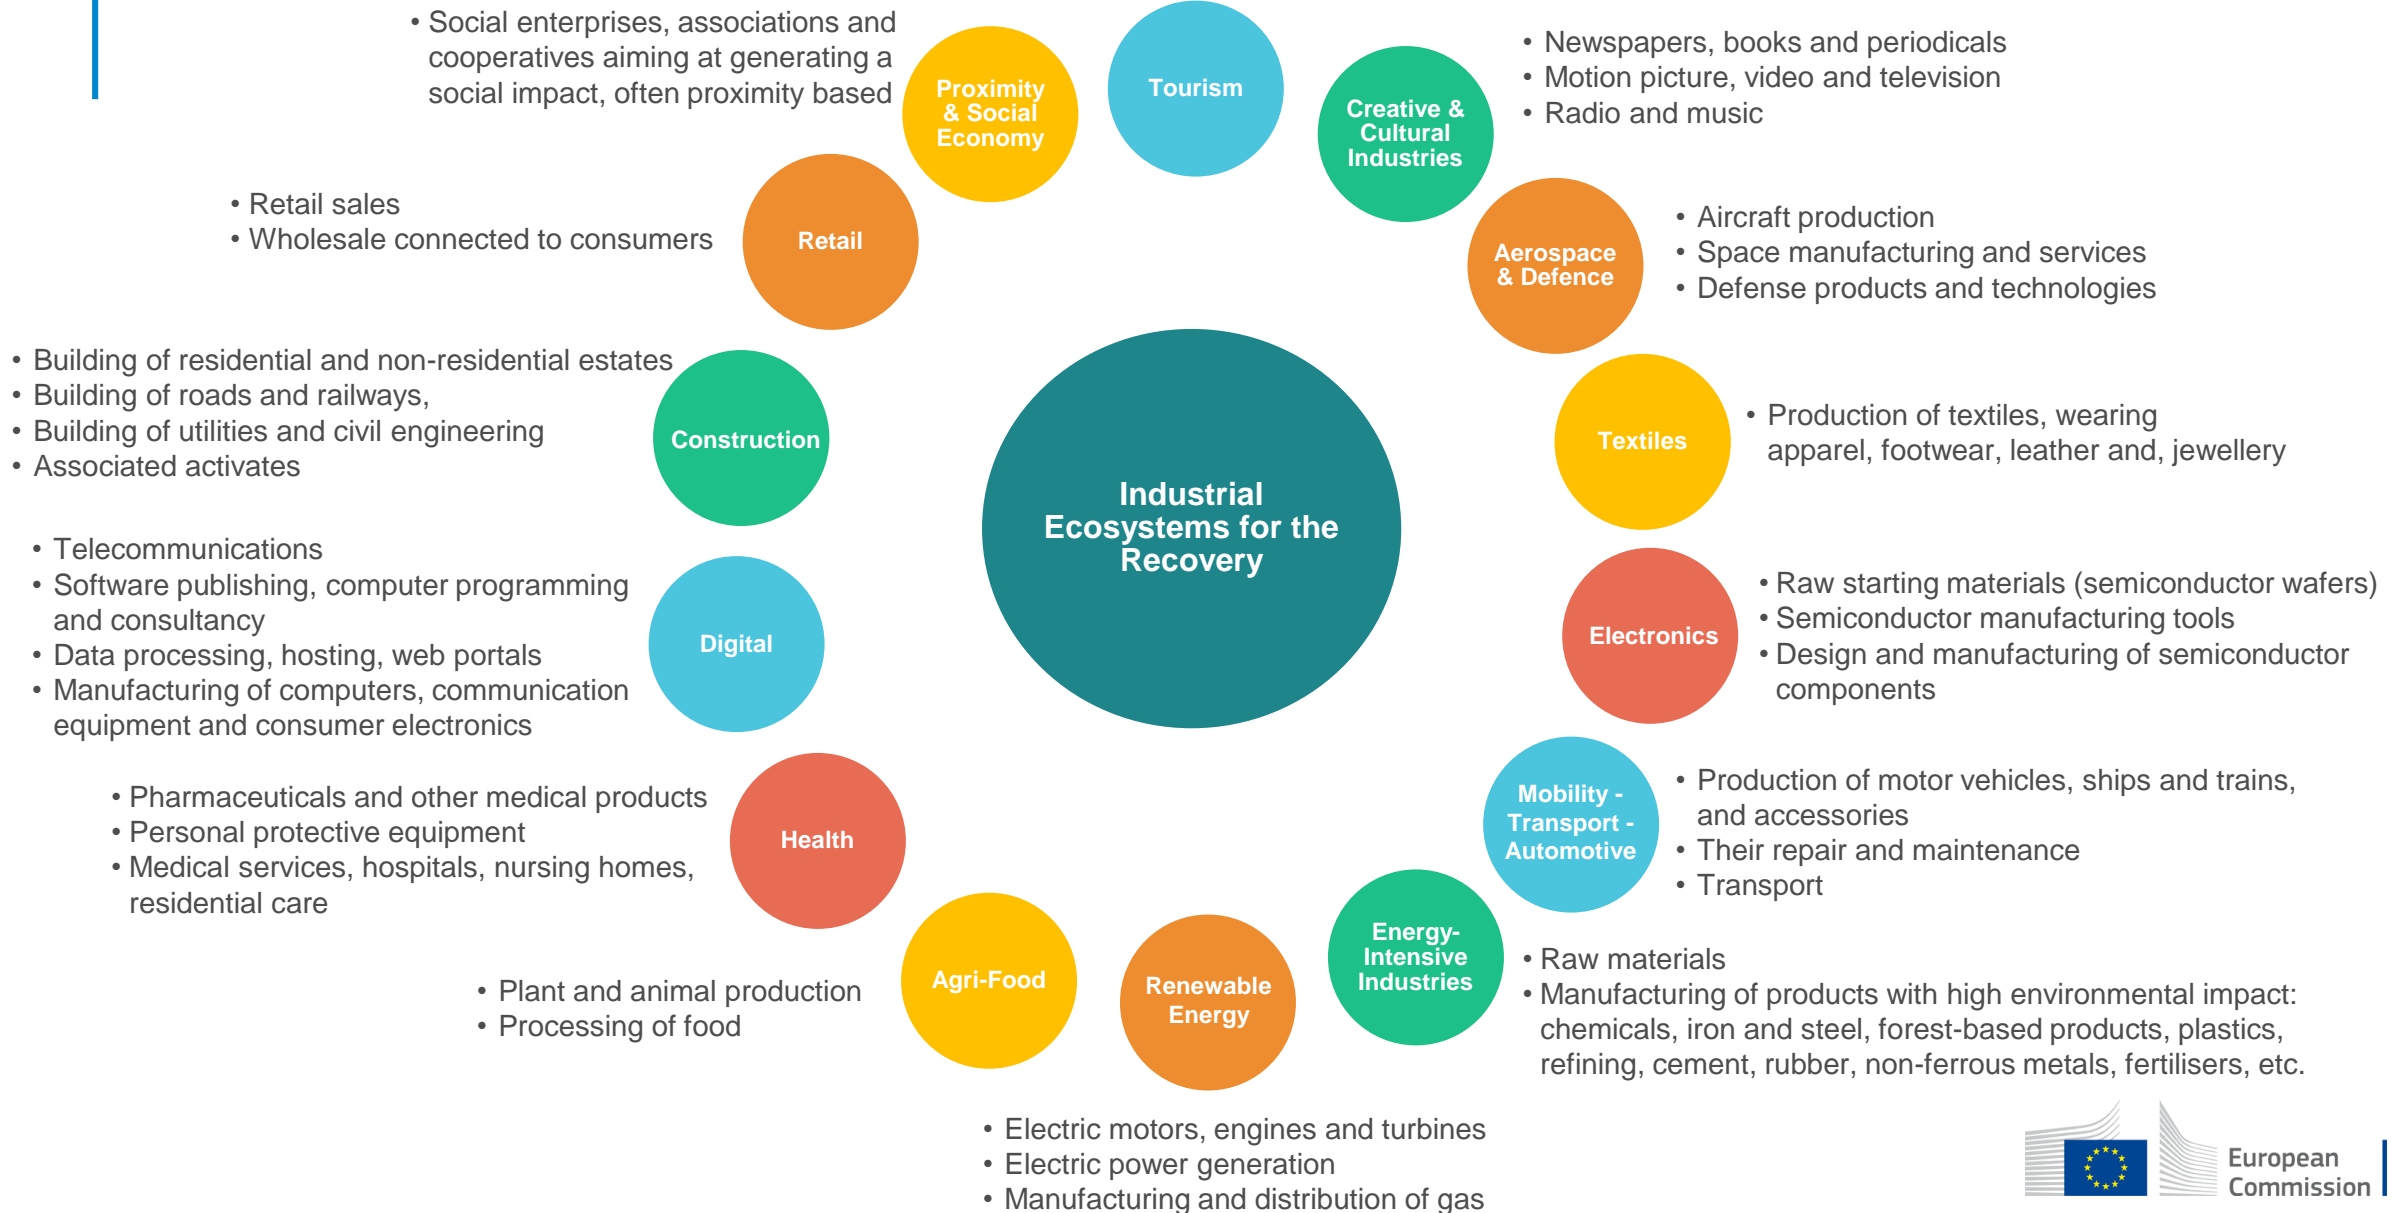 • Social enterprises, associations and
cooperatives aiming at generating a
social impact, often proximity based
Proximity
& Social
Economy
Tourism
Creative &
Cultural
Industries
• Newspapers, books and periodicals
• Motion picture, video and television
• Radio and music
• Retail sales
• Wholesale connected to consumers
Retail
Aerospace
& Defence
• Aircraft production
• Space manufacturing and services
• Defense products and technologies
• Building of residential and non-residential estates
• Building of roads and railways,
• Building of utilities and civil engineering
• Associated activates
Construction
Textiles
• Production of textiles, wearing
apparel, footwear, leather and, jewellery
Industrial
Ecosystems for the
Recovery
• Telecommunications
• Software publishing, computer programming
and consultancy
• Data processing, hosting, web portals
• Manufacturing of computers, communication
equipment and consumer electronics
Digital
Electronics
• Raw starting materials (semiconductor wafers)
• Semiconductor manufacturing tools
• Design and manufacturing of semiconductor
components
• Pharmaceuticals and other medical products
• Personal protective equipment
• Medical services, hospitals, nursing homes,
residential care
Health
Mobility -
Transport -
Automotive
• Production of motor vehicles, ships and trains,
and accessories
• Their repair and maintenance
• Transport
• Plant and animal production
• Processing of food
Agri-Food
Renewable
Energy
Energy-
Intensive
Industries
• Raw materials
• Manufacturing of products with high environmental impact:
chemicals, iron and steel, forest-based products, plastics,
refining, cement, rubber, non-ferrous metals, fertilisers, etc.
• Electric motors, engines and turbines
• Electric power generation
• Manufacturing and distribution of gas
European
Commission